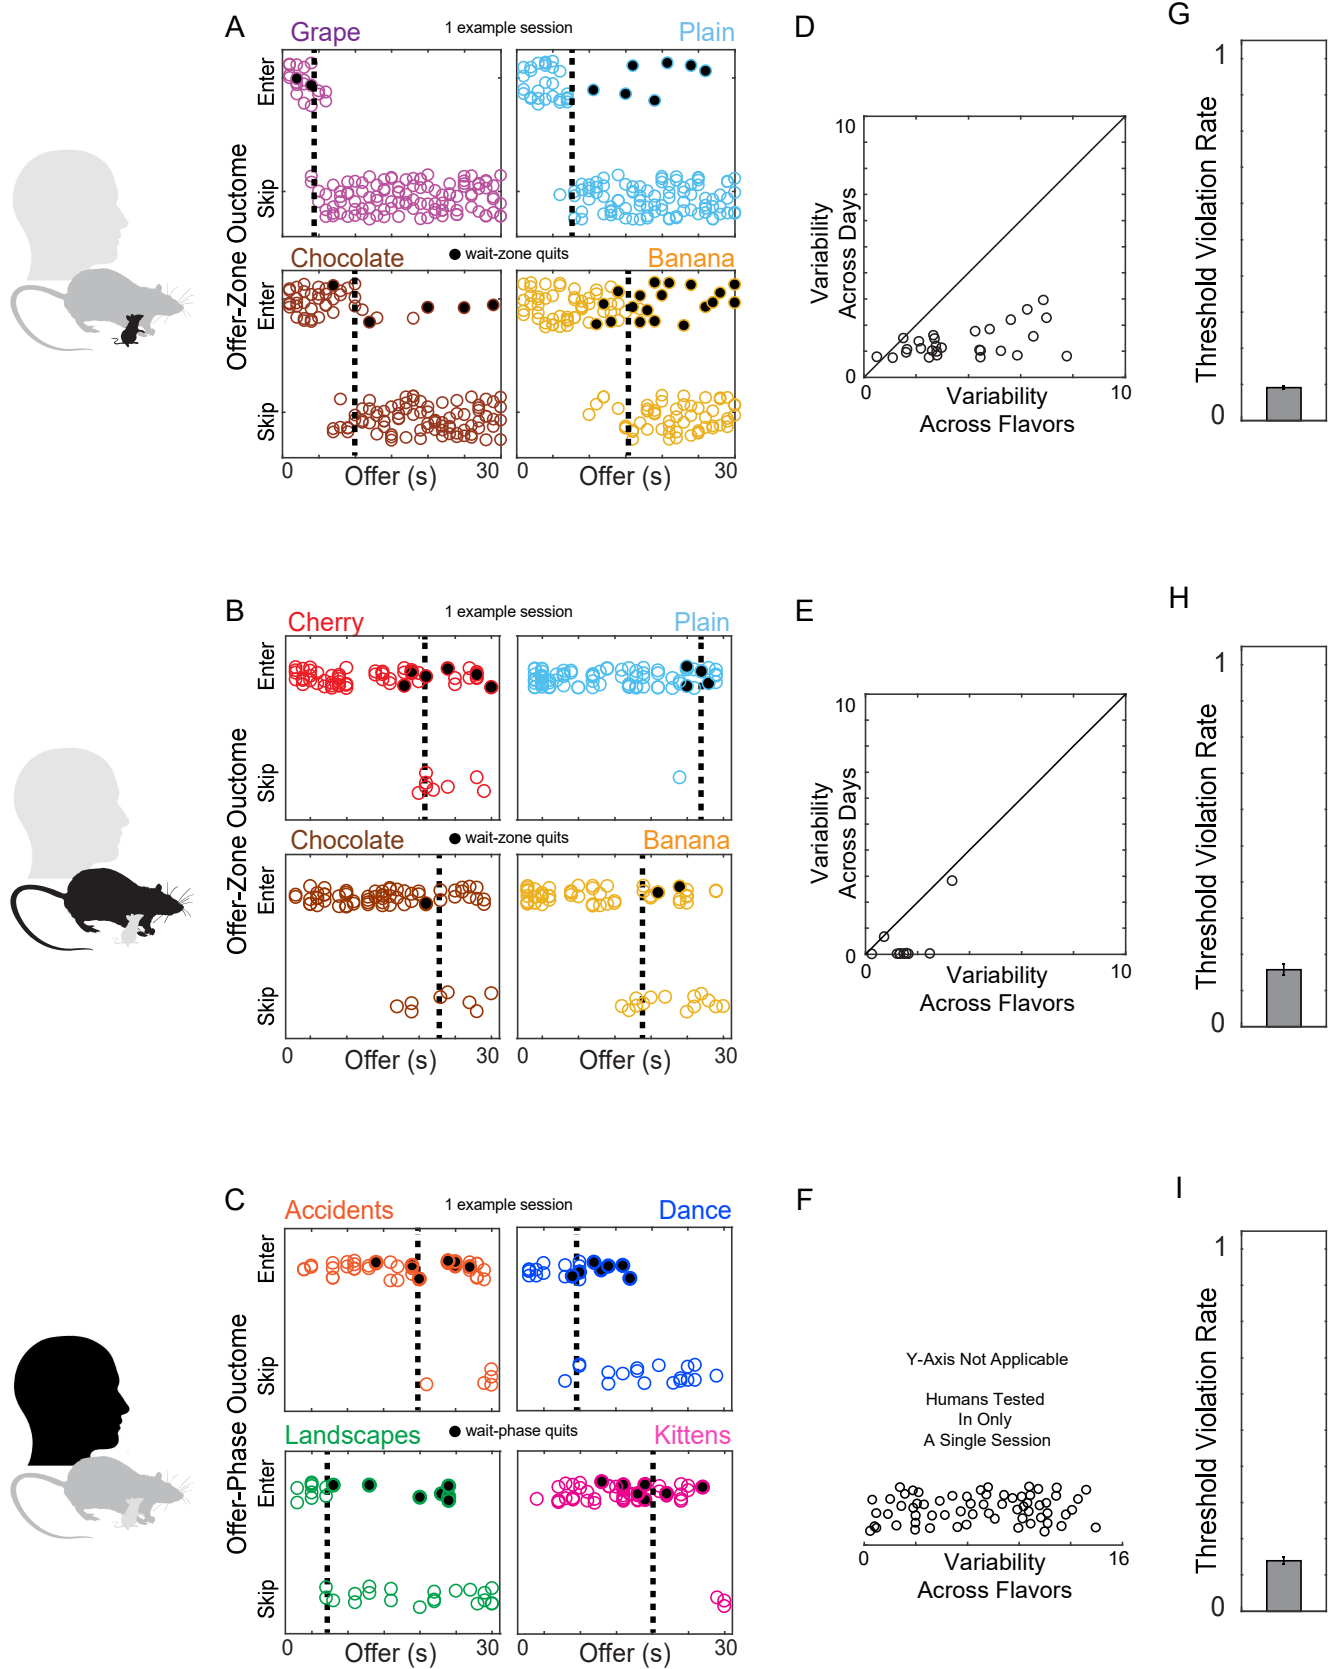 A
Grape
1 example session
Plain
Enter
Skip
Offer-Zone Ouctome
Chocolate
wait-zone quits
Banana
Enter
Skip
0
Offer (s)
30
D
10
Variability
Across Days
0
0
Variability
10
Across Flavors
G
1
Threshold Violation Rate
0
B
Cherry
1 example session
Plain
Enter
Skip
Offer-Zone Ouctome
Chocolate
wait-zone quits
Banana
Enter
Skip
0
Offer (s)
30
0
Offer (s)
30
E
10
Variability
Across Days
0
0
Variability
10
Across Flavors
H
1
Threshold Violation Rate
0
C
Accidents
1 example session
Dance
Enter
Skip
Offer-Phase Ouctome
Landscapes
wait-phase quits
Kittens
Enter
Skip
0
Offer (s)
30
0
Offer (s)
30
F
Y-Axis Not Applicable
Humans Tested
In Only
A Single Session
0
Variability
16
Across Flavors
I
1
Threshold Violation Rate
0
0
Offer (s)
30